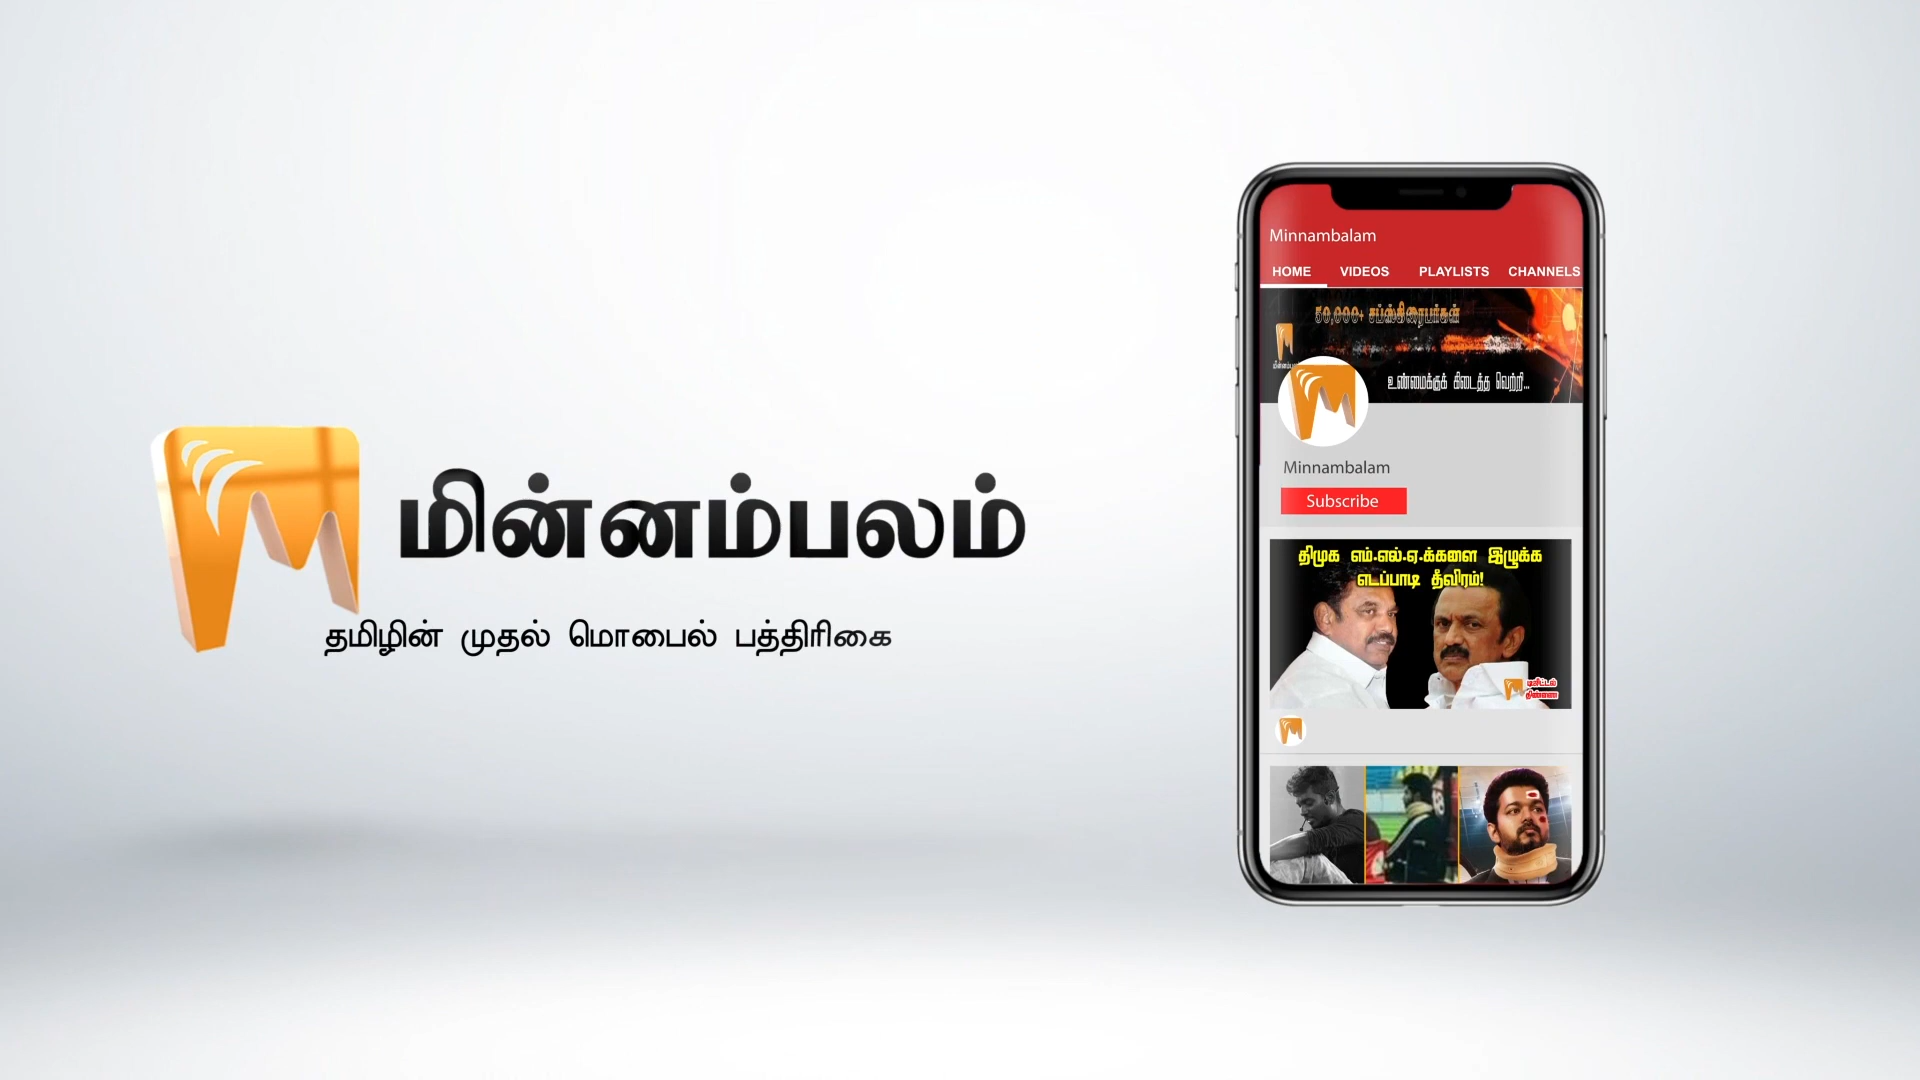 மின்னம்பலம்
தமிழின் முதல் மொபைல் பத்திரிகை
Minnambalam
HOME VIDEOS PLAYLISTS CHANNELS
50,000+ சப்ஸ்கிரைபர்கள்
உண்மைக்குக் கிடைத்த வெற்றி...
Minnambalam
Subscribe
திமுக எம்.எல்.ஏ.க்களை இழுக்க
எடப்பாடி தீவிரம்!
டிஜிட்டல்
திண்ணை